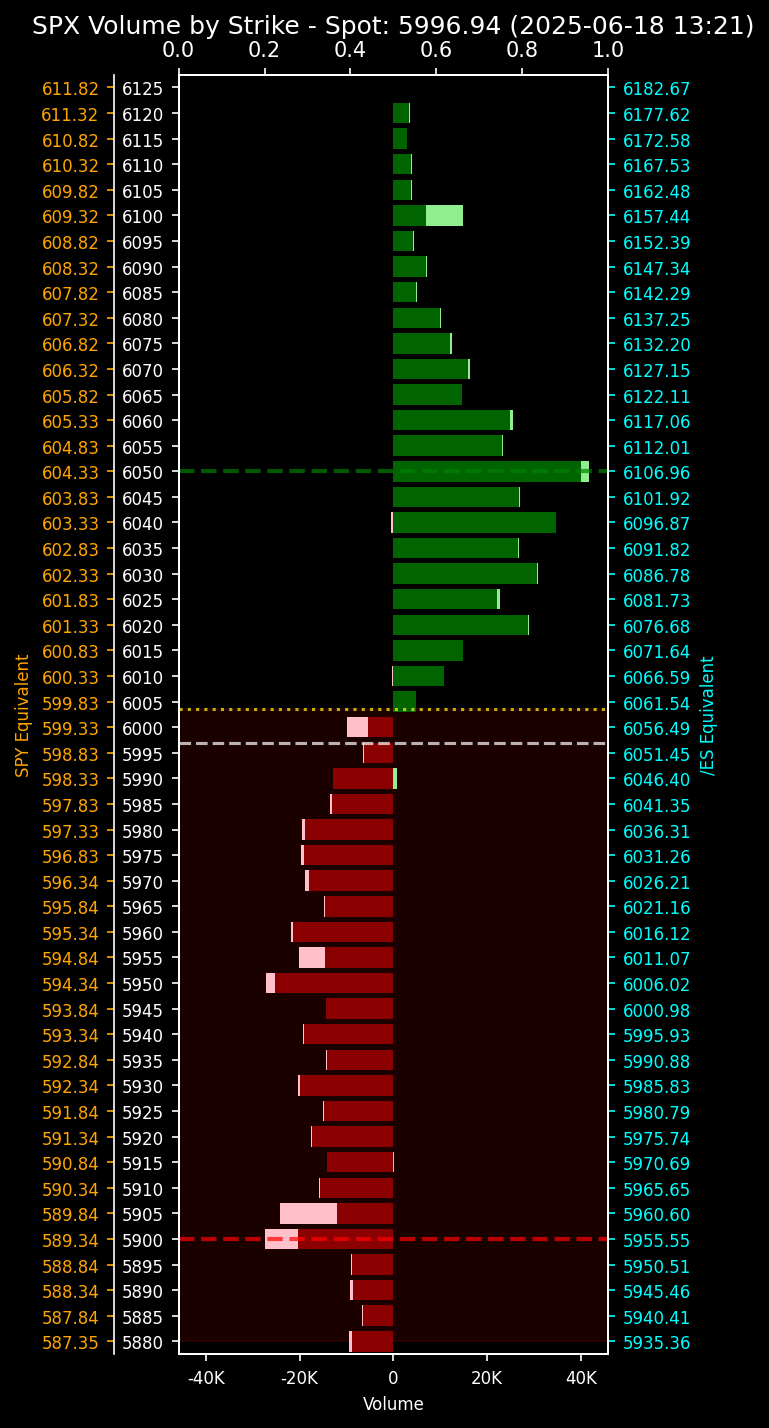 SPX Volume by Strike - Spot: 5996.94 (2025-06-18 13:21)
0.0 0.2 0.4 0.6 0.8 1.0
611.82 6125 6182.67
611.32 6120 6177.62
610.82 6115 6172.58
610.32 6110 6167.53
609.82 6105 6162.48
609.32 6100 6157.44
608.82 6095 6152.39
608.32 6090 6147.34
607.82 6085 6142.29
607.32 6080 6137.25
606.82 6075 6132.20
606.32 6070 6127.15
605.82 6065 6122.11
605.33 6060 6117.06
604.83 6055 6112.01
604.33 6050 6106.96
603.83 6045 6101.92
603.33 6040 6096.87
602.83 6035 6091.82
602.33 6030 6086.78
601.83 6025 6081.73
601.33 6020 6076.68
600.83 6015 6071.64
600.33 6010 6066.59
599.83 6005 6061.54
599.33 6000 6056.49
598.83 5995 6051.45
598.33 5990 6046.40
597.83 5985 6041.35
597.33 5980 6036.31
596.83 5975 6031.26
596.34 5970 6026.21
595.84 5965 6021.16
595.34 5960 6016.12
594.84 5955 6011.07
594.34 5950 6006.02
593.84 5945 6000.98
593.34 5940 5995.93
592.84 5935 5990.88
592.34 5930 5985.83
591.84 5925 5980.79
591.34 5920 5975.74
590.84 5915 5970.69
590.34 5910 5965.65
589.84 5905 5960.60
589.34 5900 5955.55
588.84 5895 5950.51
588.34 5890 5945.46
587.84 5885 5940.41
587.35 5880 5935.36
SPY Equivalent
/ES Equivalent
-40K -20K 0 20K 40K
Volume